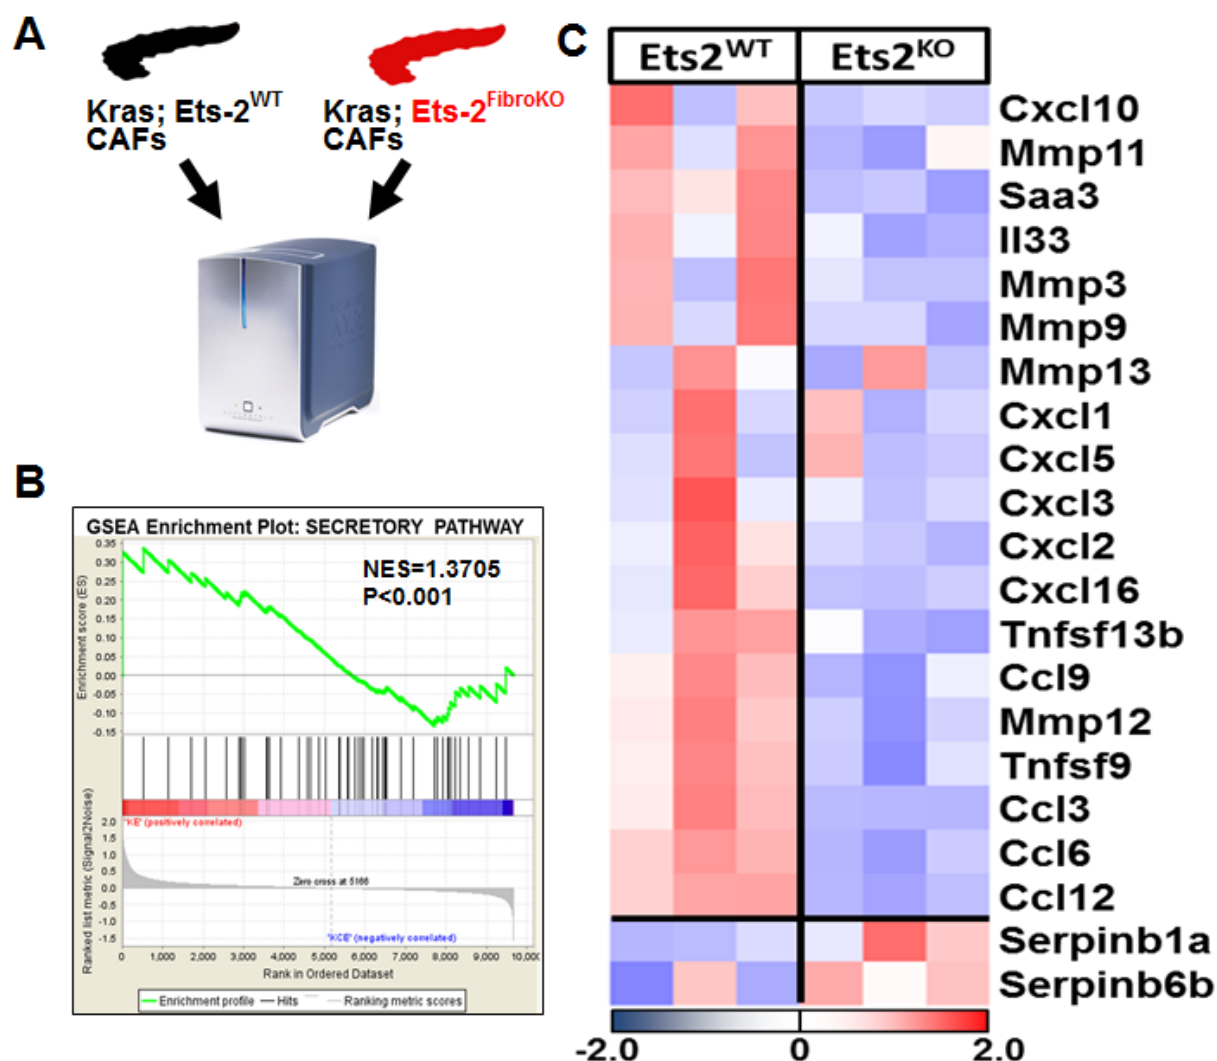 A
Kras; Ets-2WT
CAFs
Kras; Ets-2FibroKO
CAFs
B
GSEA Enrichment Plot: SECRETORY PATHWAY
NES=1.3705
P<0.001
Enrichment score (ES)
0.35
0.30
0.25
0.20
0.15
0.10
0.05
0.00
-0.05
-0.10
-0.15
'KE' (positively correlated)
Zero cross at 5166
'KCE' (negatively correlated)
Ranked list metric (Signal2Noise)
2.0
1.5
1.0
0.5
0.0
-0.5
-1.0
-1.5
0 1,000 2,000 3,000 4,000 5,000 6,000 7,000 8,000 9,000 10,000
Rank in Ordered Dataset
Enrichment profile Hits Ranking metric scores
C
Ets2WT Ets2KO
Cxcl10
Mmp11
Saa3
Il33
Mmp3
Mmp9
Mmp13
Cxcl1
Cxcl5
Cxcl3
Cxcl2
Cxcl16
Tnfsf13b
Ccl9
Mmp12
Tnfsf9
Ccl3
Ccl6
Ccl12
Serpinb1a
Serpinb6b
-2.0 0 2.0